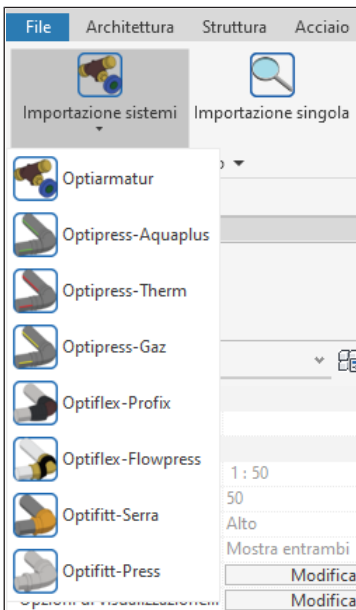 File Architettura Struttura Acciaio
Importazione sistemi Importazione singola
Optiarmatur
Optipress-Aquaplus
Optipress-Therm
Optipress-Gaz
Optiflex-Profix
Optiflex-Flowpress
1 : 50
50
Optifitt-Serra
Alto
Mostra entrambi
Optifitt-Press
Modifica
Modifica